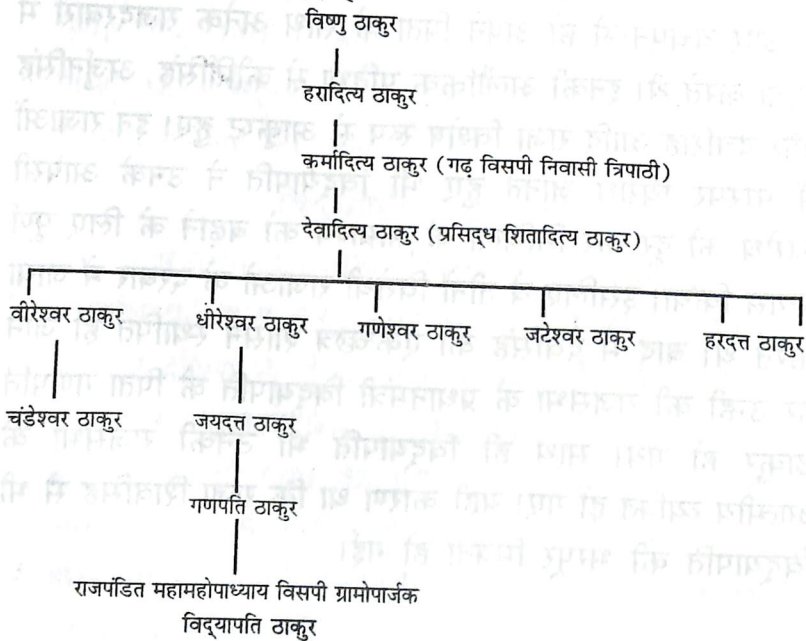 विष्णु ठाकुर
हरादित्य ठाकुर
कर्मादित्य ठाकुर (गढ़ विसपी निवासी त्रिपाठी)
देवादित्य ठाकुर (प्रसिद्ध शितादित्य ठाकुर)
वीरेश्वर ठाकुर धीरेश्वर ठाकुर गणेश्वर ठाकुर जटेश्वर ठाकुर हरदत्त ठाकुर
चंडेश्वर ठाकुर जयदत्त ठाकुर
गणपति ठाकुर
राजपंडित महामहोपाध्याय विसपी ग्रामोपार्जक
विद्यापति ठाकुर